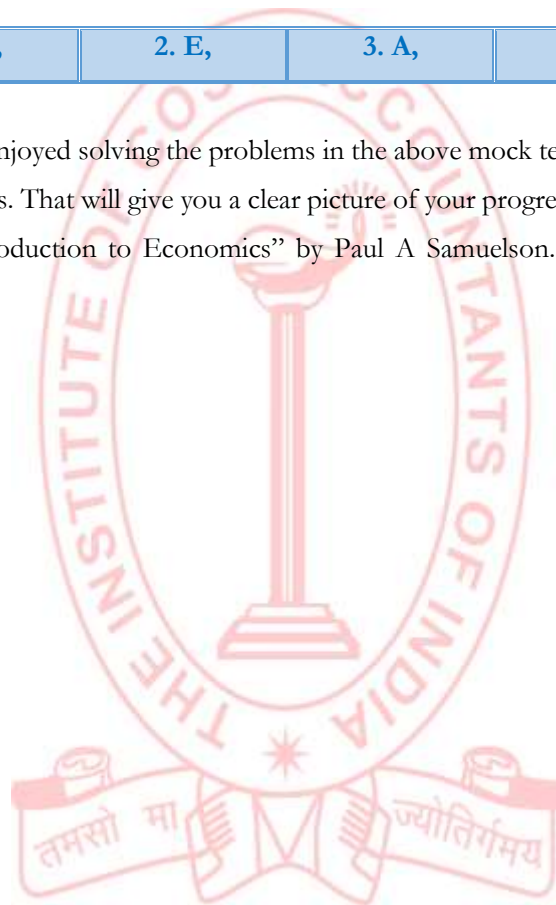 , 2. E, 3. A,
njoyed solving the problems in the above mock te
s. That will give you a clear picture of your progre
oduction to Economics” by Paul A Samuelson.
THE INSTITUTE OF COST ACCOUNTANTS OF INDIA
तमसो मा ज्योतिर्गमय